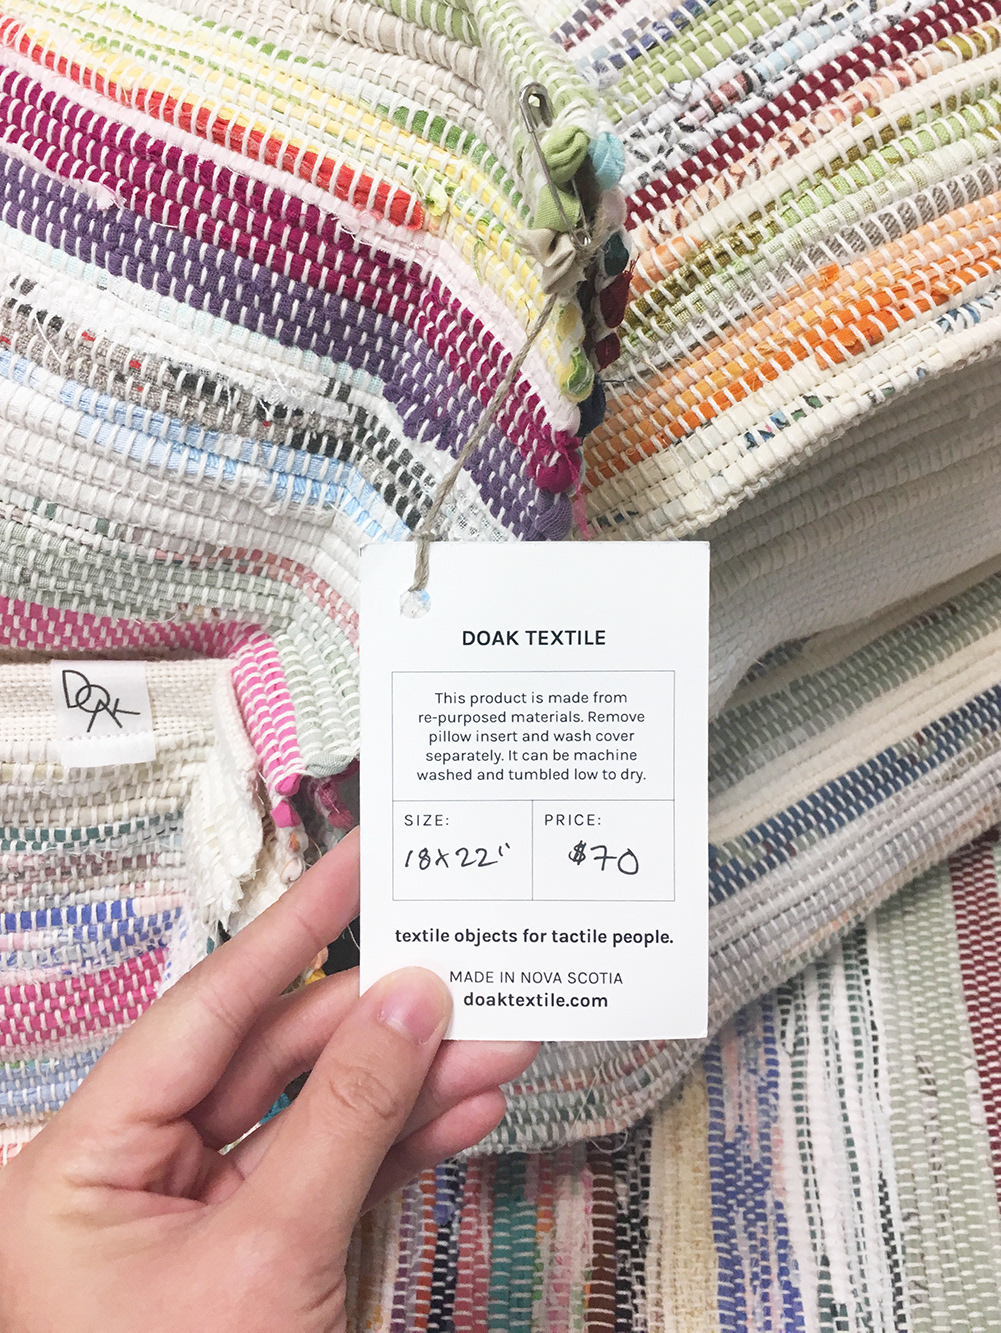 DOAK TEXTILE
This product is made from
re-purposed materials. Remove
pillow insert and wash cover
separately. It can be machine
washed and tumbled low to dry.
SIZE:
18x22"
PRICE:
$70
textile objects for tactile people.
MADE IN NOVA SCOTIA
doaktextile.com
DOAK